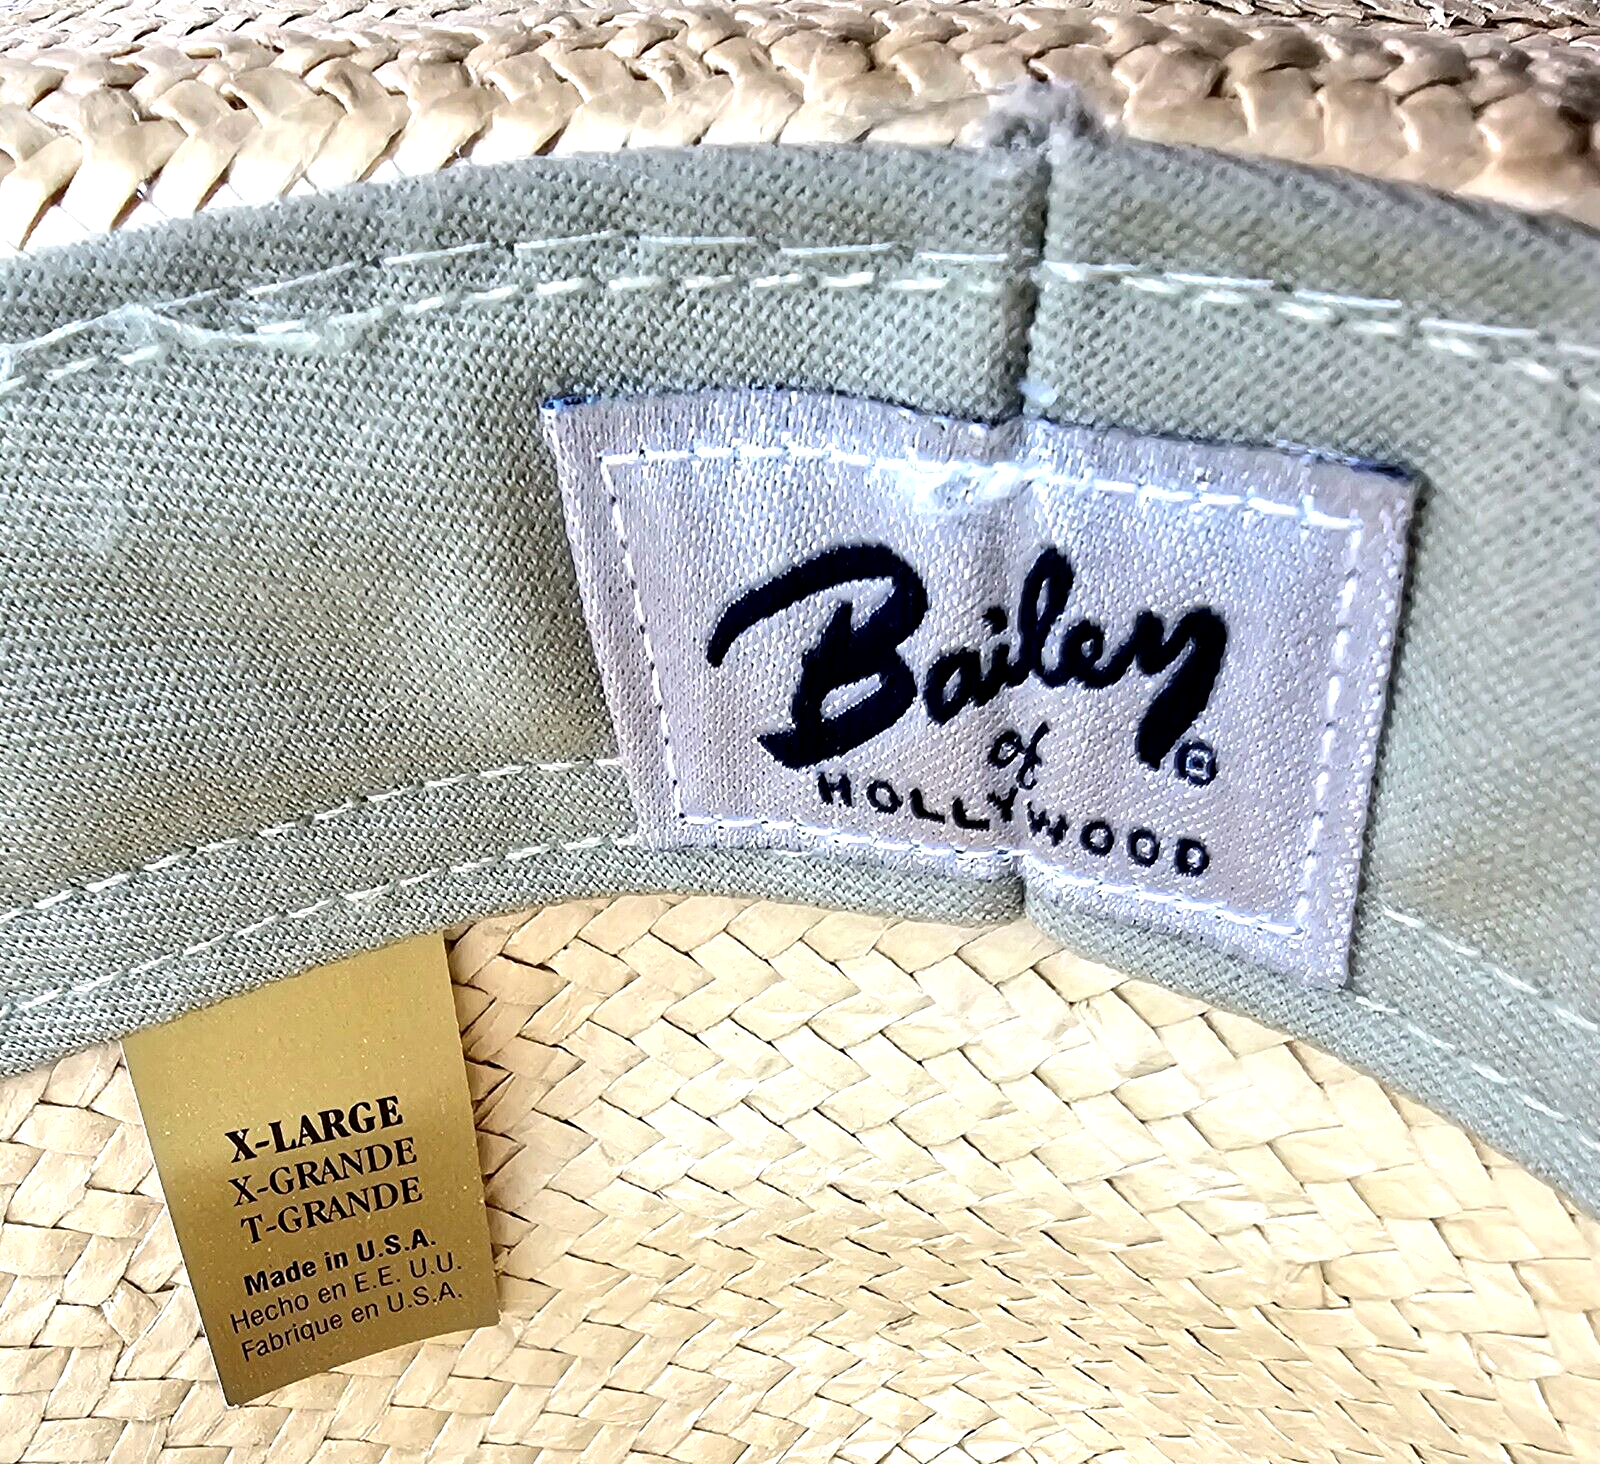 Bailey®
of
HOLLYWOOD
X-LARGE
X-GRANDE
T-GRANDE
Made in U.S.A.
Hecho en E.E. U.U.
Fabrique en U.S.A.